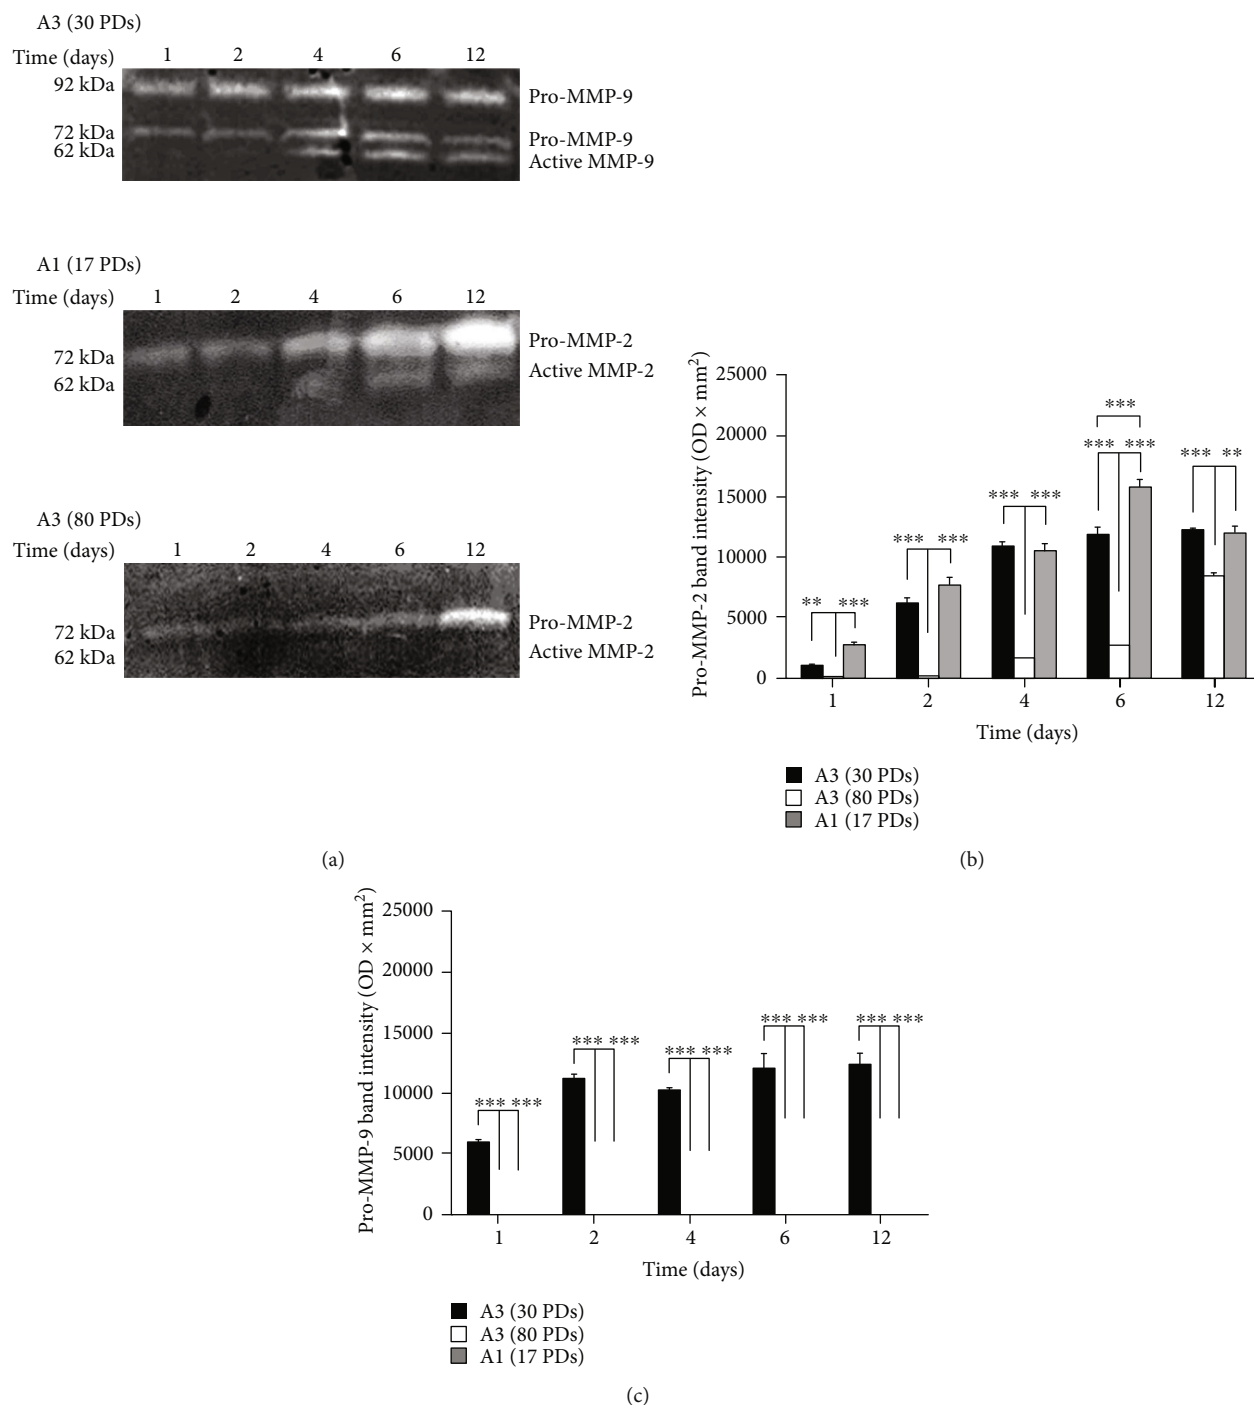 A3 (30 PDs)
Time (days) 1 2 4 6 12
92 kDa
72 kDa
62 kDa
Pro-MMP-9
Pro-MMP-9
Active MMP-9
A1 (17 PDs)
Time (days) 1 2 4 6 12
72 kDa
62 kDa
Pro-MMP-2
Active MMP-2
A3 (80 PDs)
Time (days) 1 2 4 6 12
72 kDa
62 kDa
Pro-MMP-2
Active MMP-2
(a)
Pro-MMP-2 band intensity (OD × mm²)
25000
20000
15000
10000
5000
0
** ***
*** ***
*** ***
***
*** ***
*** **
1 2 4 6 12
Time (days)
A3 (30 PDs)
A3 (80 PDs)
A1 (17 PDs)
(b)
Pro-MMP-9 band intensity (OD × mm²)
25000
20000
15000
10000
5000
0
*** ***
*** ***
*** ***
*** ***
*** ***
1 2 4 6 12
Time (days)
A3 (30 PDs)
A3 (80 PDs)
A1 (17 PDs)
(c)